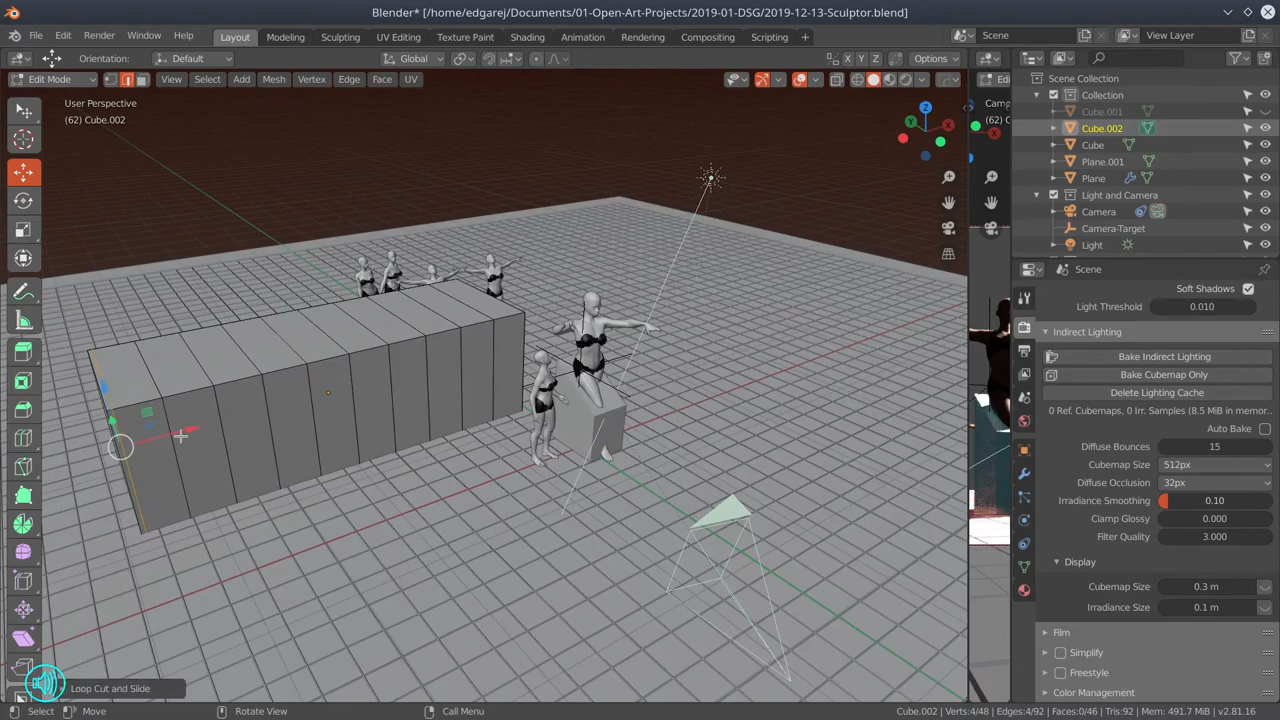 Blender* [/home/edgarej/Documents/01-Open-Art-Projects/2019-01-DSG/2019-12-13-Sculptor.blend]
File Edit Render Window Help Layout Modeling Sculpting UV Editing Texture Paint Shading Animation Rendering Compositing Scripting + Scene View Layer
Default Global X Y Z Options
Edit Mode View Select Add Mesh Vertex Edge Face UV
User Perspective
(62) Cube.002
Z
X
Y
(62)
Scene Collection
Collection
Cube.001
Cube.002
Cube
Plane.001
Plane
Light and Camera
Camera
Camera-Target
Light
Scene
Soft Shadows
Light Threshold 0.010
Indirect Lighting
Bake Indirect Lighting
Bake Cubemap Only
Delete Lighting Cache
0 Ref. Cubemaps, 0 Irr. Samples (8.5 MiB in memor..
Auto Bake
Diffuse Bounces 15
Cubemap Size 512px
Diffuse Occlusion 32px
Irradiance Smoothing 0.10
Clamp Glossy 0.000
Filter Quality 3.000
Display
Cubemap Size 0.3 m
Irradiance Size 0.1 m
Film
Simplify
Freestyle
Color Management
Loop Cut and Slide
Select Move Rotate View Call Menu Cube.002 | Verts:4/48 | Edges:4/92 | Faces:0/46 | Tris:92 | Mem: 491.7 MiB | v2.81.16